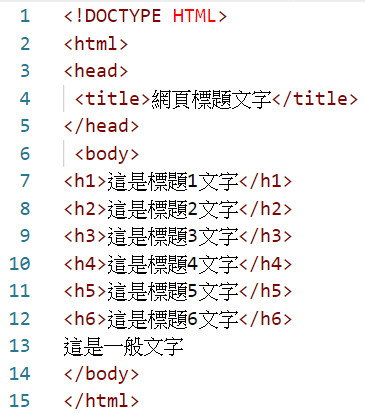 1 <!DOCTYPE HTML>
2 <html>
3 <head>
4 <title>網頁標題文字</title>
5 </head>
6 <body>
7 <h1>這是標題1文字</h1>
8 <h2>這是標題2文字</h2>
9 <h3>這是標題3文字</h3>
10 <h4>這是標題4文字</h4>
11 <h5>這是標題5文字</h5>
12 <h6>這是標題6文字</h6>
13 這是一般文字
14 </body>
15 </html>